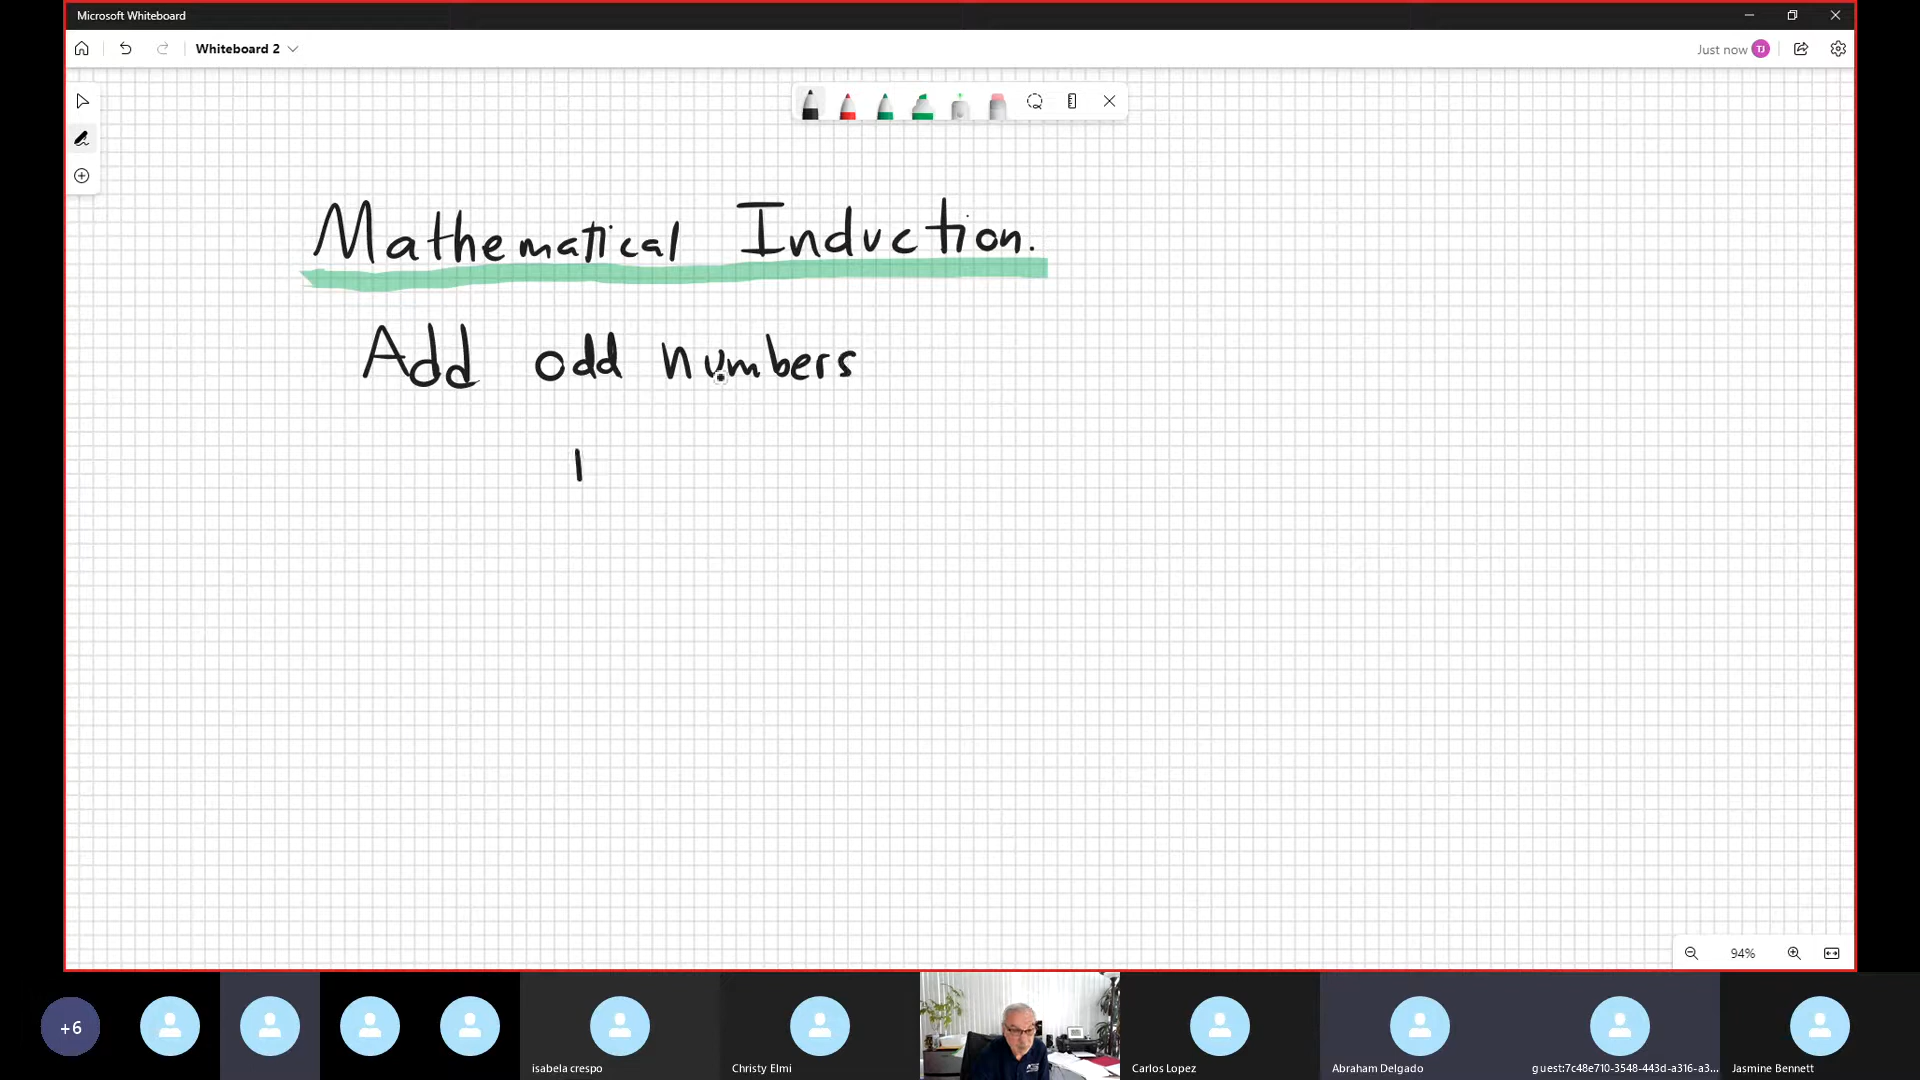 Microsoft Whiteboard
Whiteboard 2
Just now TJ
Mathematical Induction.
Add odd numbers
1
94%
+6
isabela crespo
Christy Elmi
Carlos Lopez
Abraham Delgado
guest:7c48e710-3548-443d-a316-a3...
Jasmine Bennett